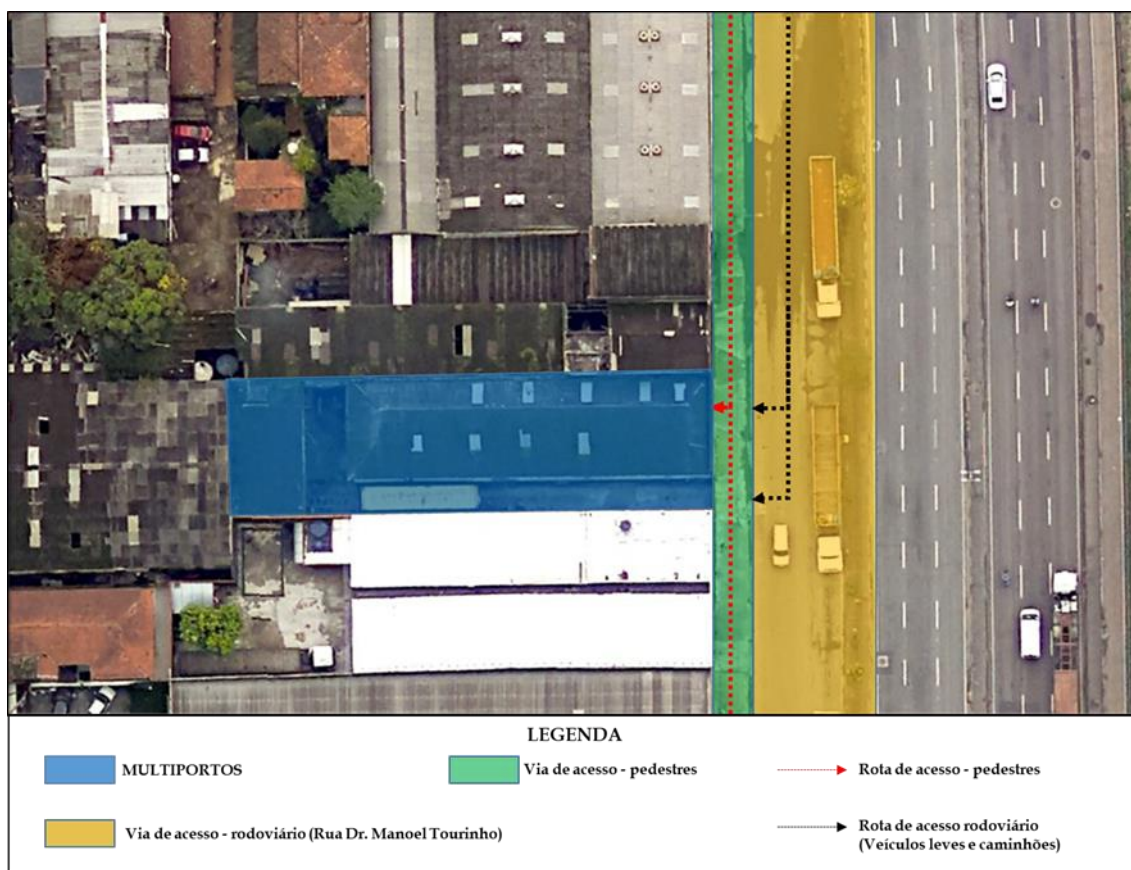 LEGENDA
MULTIPORTOS
Via de acesso - pedestres
Rota de acesso - pedestres
Via de acesso - rodoviário (Rua Dr. Manoel Tourinho)
Rota de acesso rodoviário
(Veículos leves e caminhões)